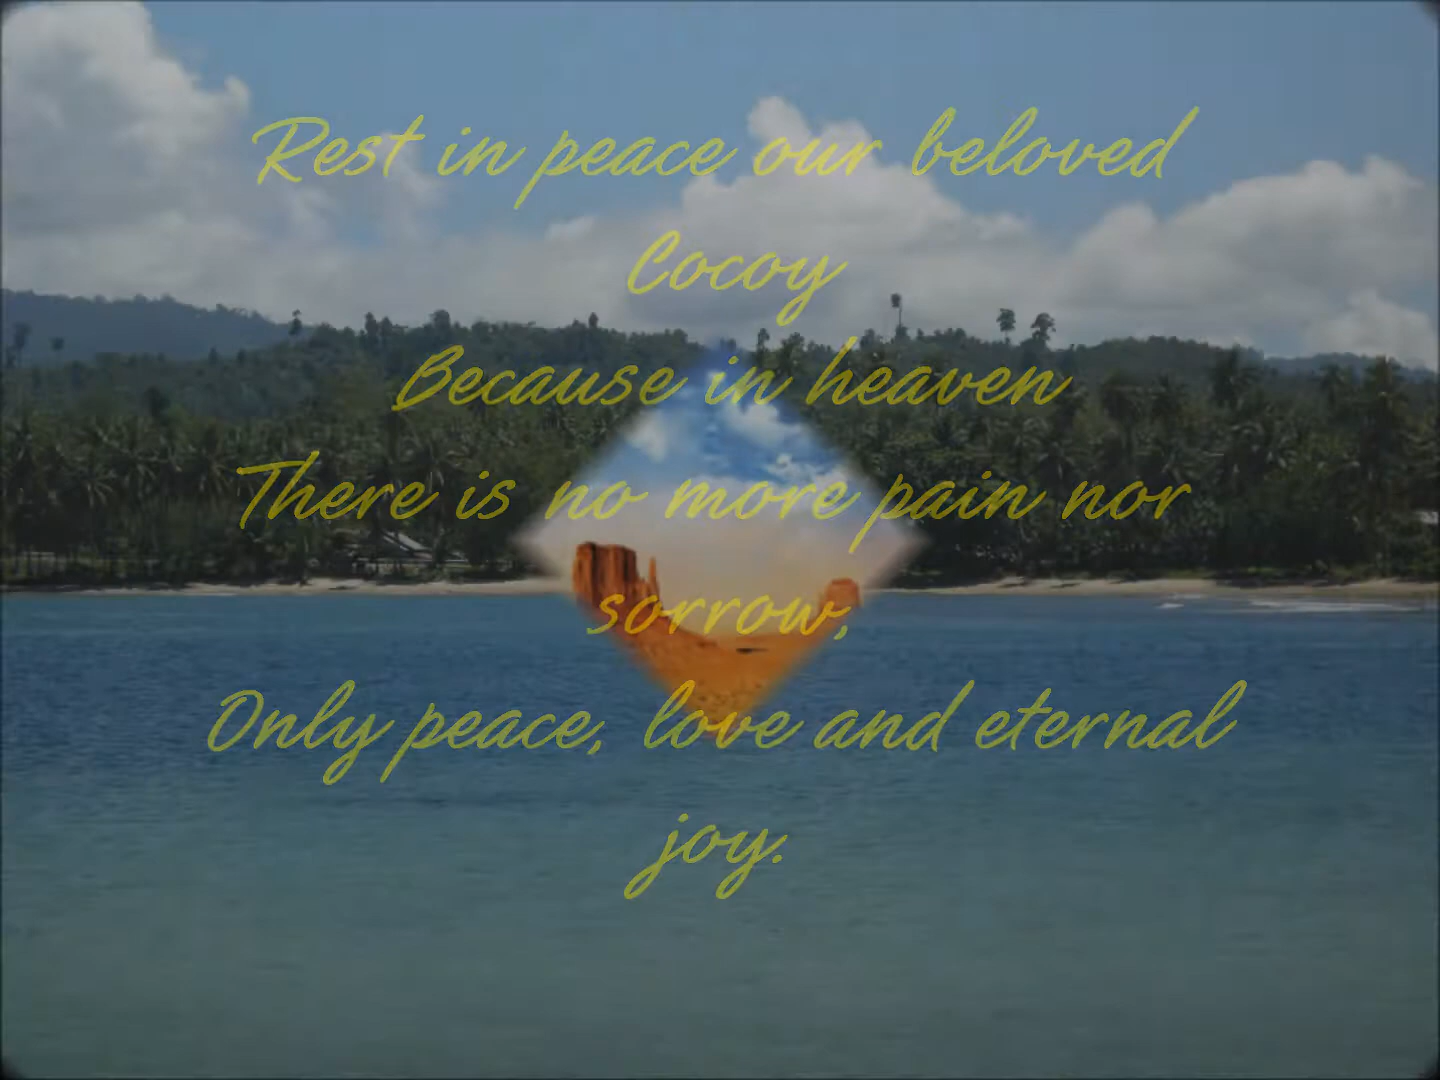 Rest in peace our beloved
Cocoy
Because in heaven
There is no more pain nor
sorrow,
Only peace, love and eternal
joy.